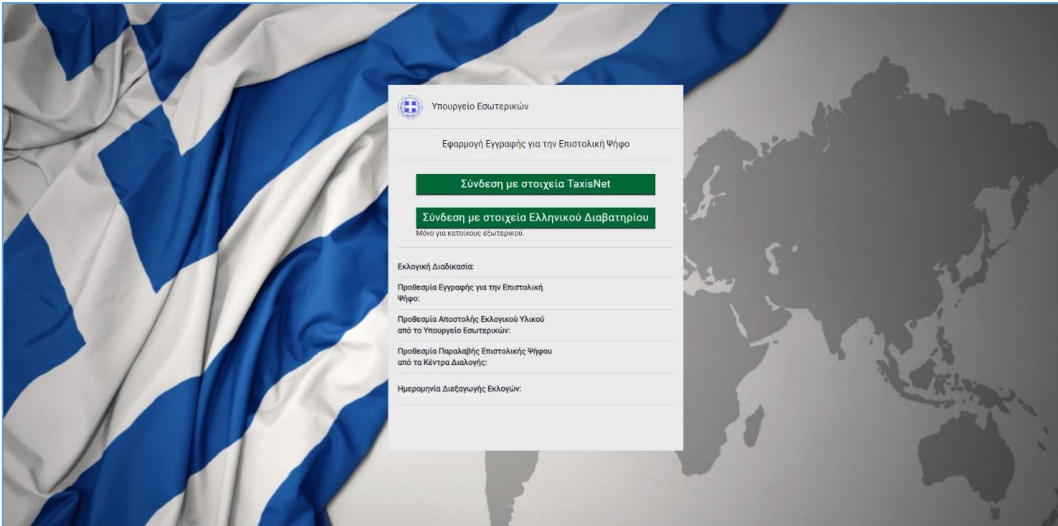 Υπουργείο Εσωτερικών
Εφαρμογή Εγγραφής για την Επιστολική Ψήφο
Σύνδεση με στοιχεία TaxisNet
Σύνδεση με στοιχεία Ελληνικού Διαβατηρίου
Μόνο για κατοίκους εξωτερικού.
Εκλογική Διαδικασία:
Προθεσμία Εγγραφής για την Επιστολική
Ψήφο:
Προθεσμία Αποστολής Εκλογικού Υλικού
από το Υπουργείο Εσωτερικών:
Προθεσμία Παραλαβής Επιστολικής Ψήφου
από τα Κέντρα Διαλογής:
Ημερομηνία Διεξαγωγής Εκλογών: